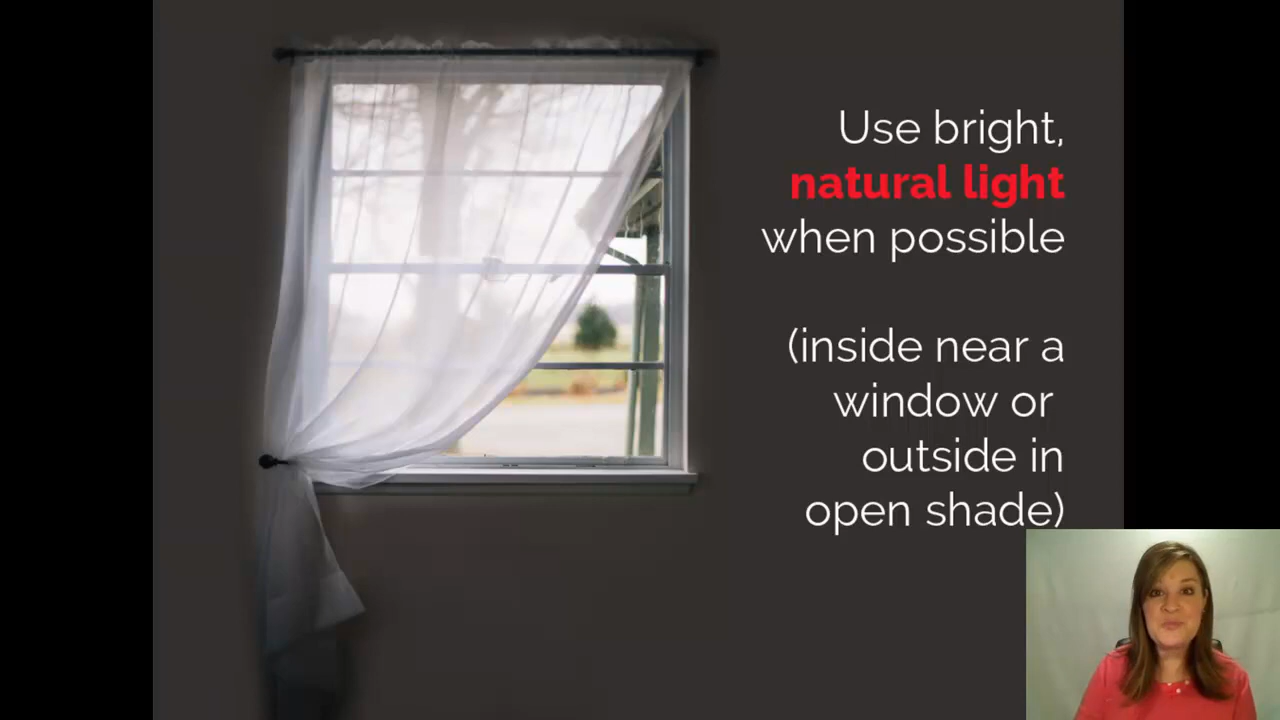 Use bright,
natural light
when possible
(inside near a
window or
outside in
open shade)